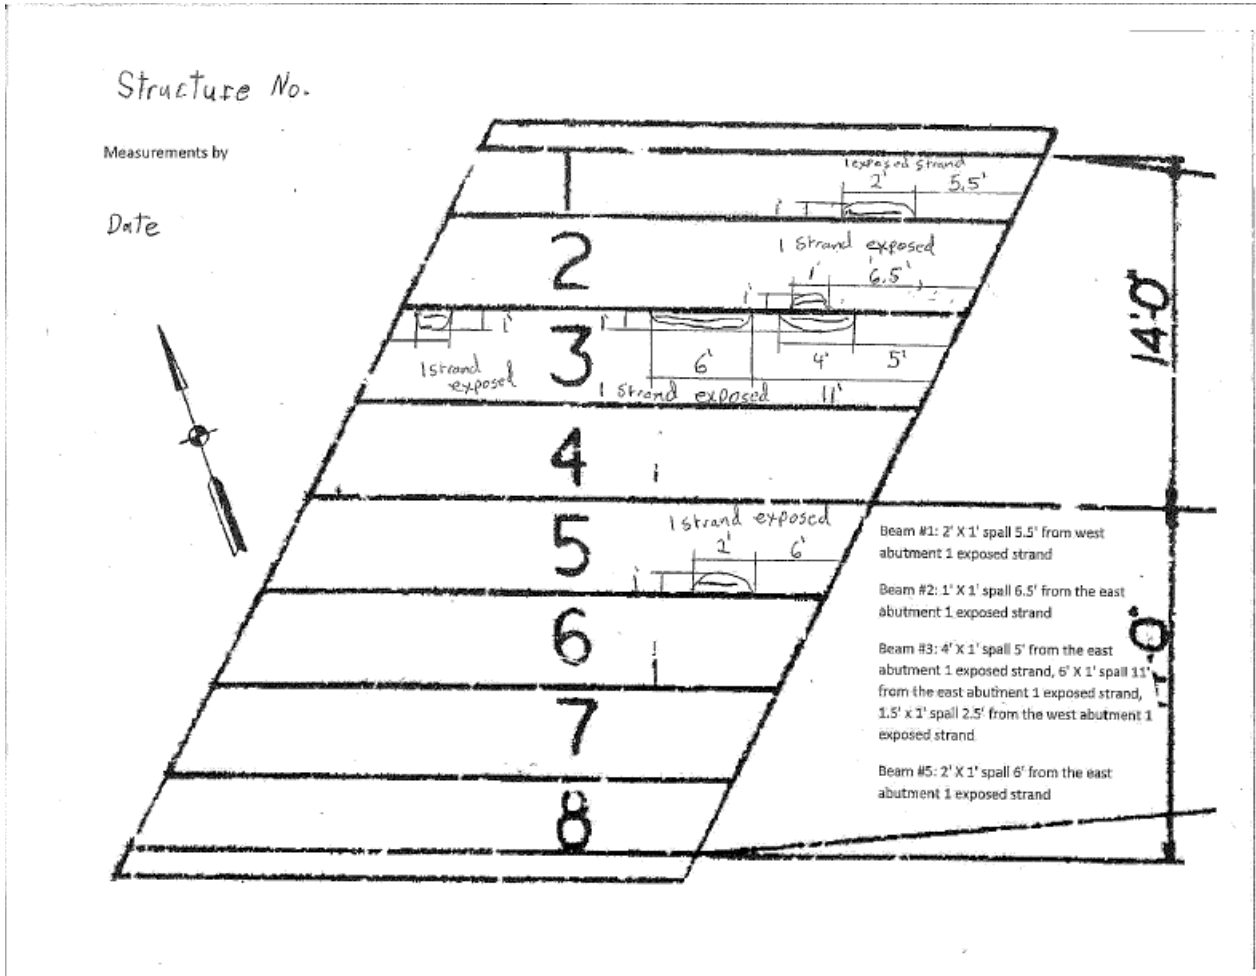 Structure No.
Measurements by
Date
1
1 exposed strand
2' 5.5'
1'
2
1 strand exposed
1' 6.5'
1'
3
1'
1 strand
exposed
1'
6' 4' 5'
1 strand exposed 11'
4
5
1 strand exposed
2' 6'
1'
6
7
8
14'0"
Beam #1: 2' X 1' spall 5.5' from west
abutment 1 exposed strand
Beam #2: 1' X 1' spall 6.5' from the east
abutment 1 exposed strand
Beam #3: 4' X 1' spall 5' from the east
abutment 1 exposed strand, 6' X 1' spall 11'
from the east abutment 1 exposed strand,
1.5' x 1' spall 2.5' from the west abutment 1
exposed strand
Beam #5: 2' X 1' spall 6' from the east
abutment 1 exposed strand